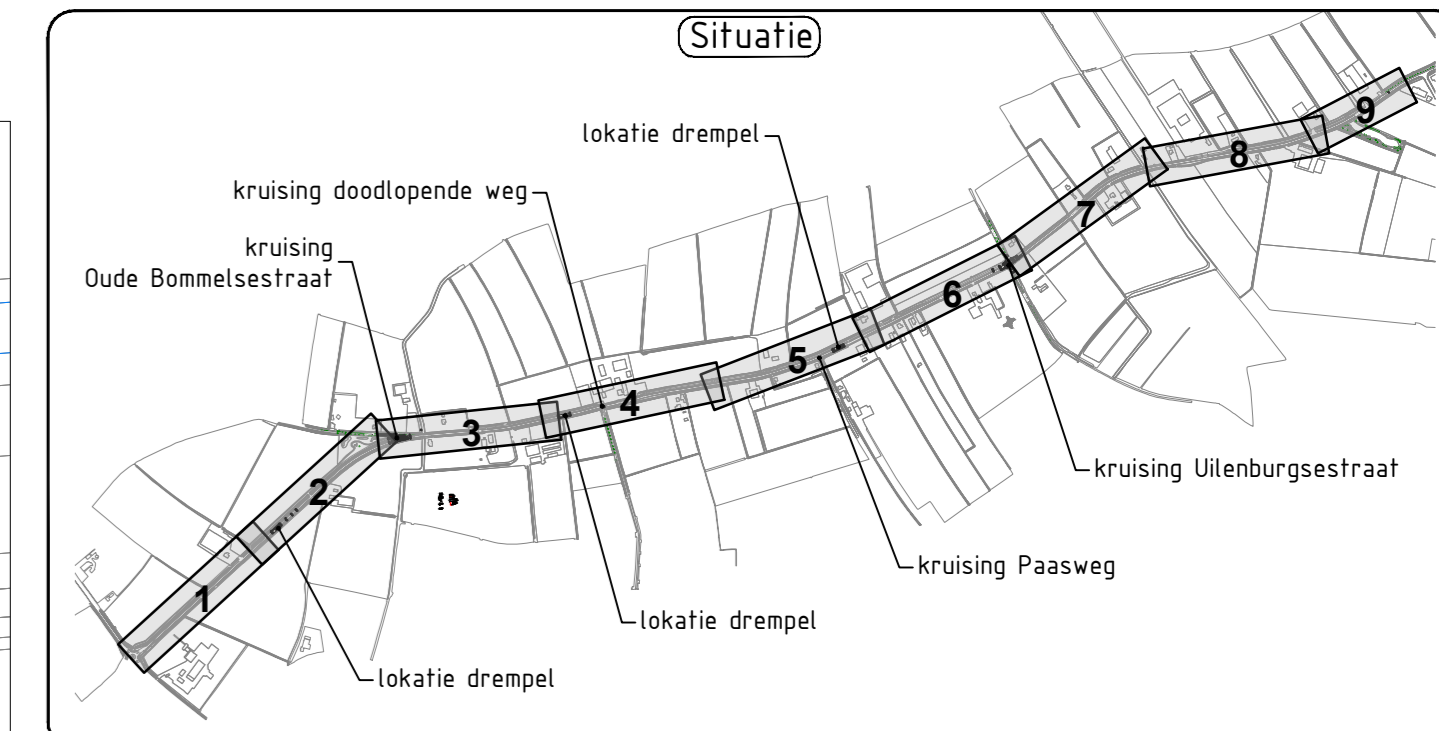 Situatie
lokatie drempel
kruising doodlopende weg
kruising
Oude Bommelsestraat
9
8
7
6
5
4
3
2
1
kruising Uilenburgsestraat
kruising Paasweg
lokatie drempel
lokatie drempel